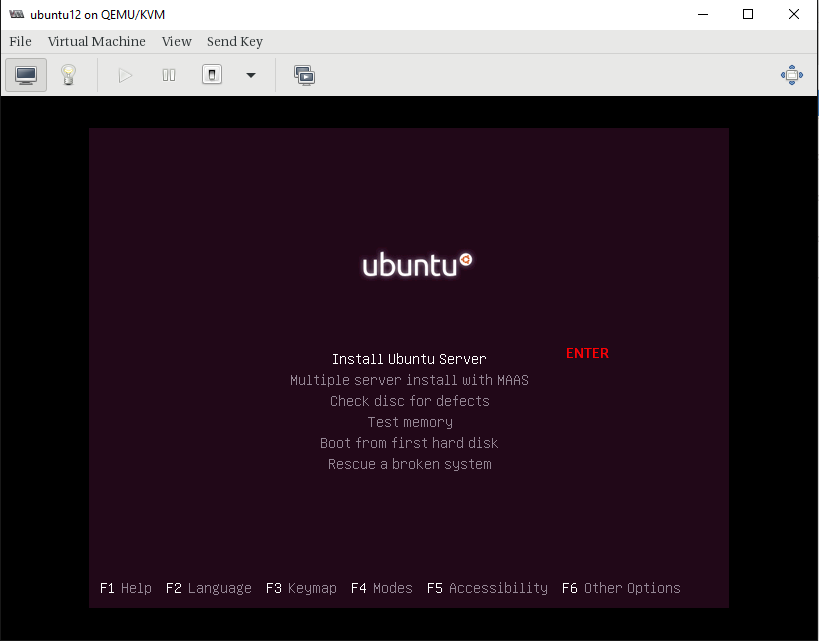 ubuntu12 on QEMU/KVM
File Virtual Machine View Send Key
ubuntu
Install Ubuntu Server ENTER
Multiple server install with MAAS
Check disc for defects
Test memory
Boot from first hard disk
Rescue a broken system
F1 Help F2 Language F3 Keymap F4 Modes F5 Accessibility F6 Other Options